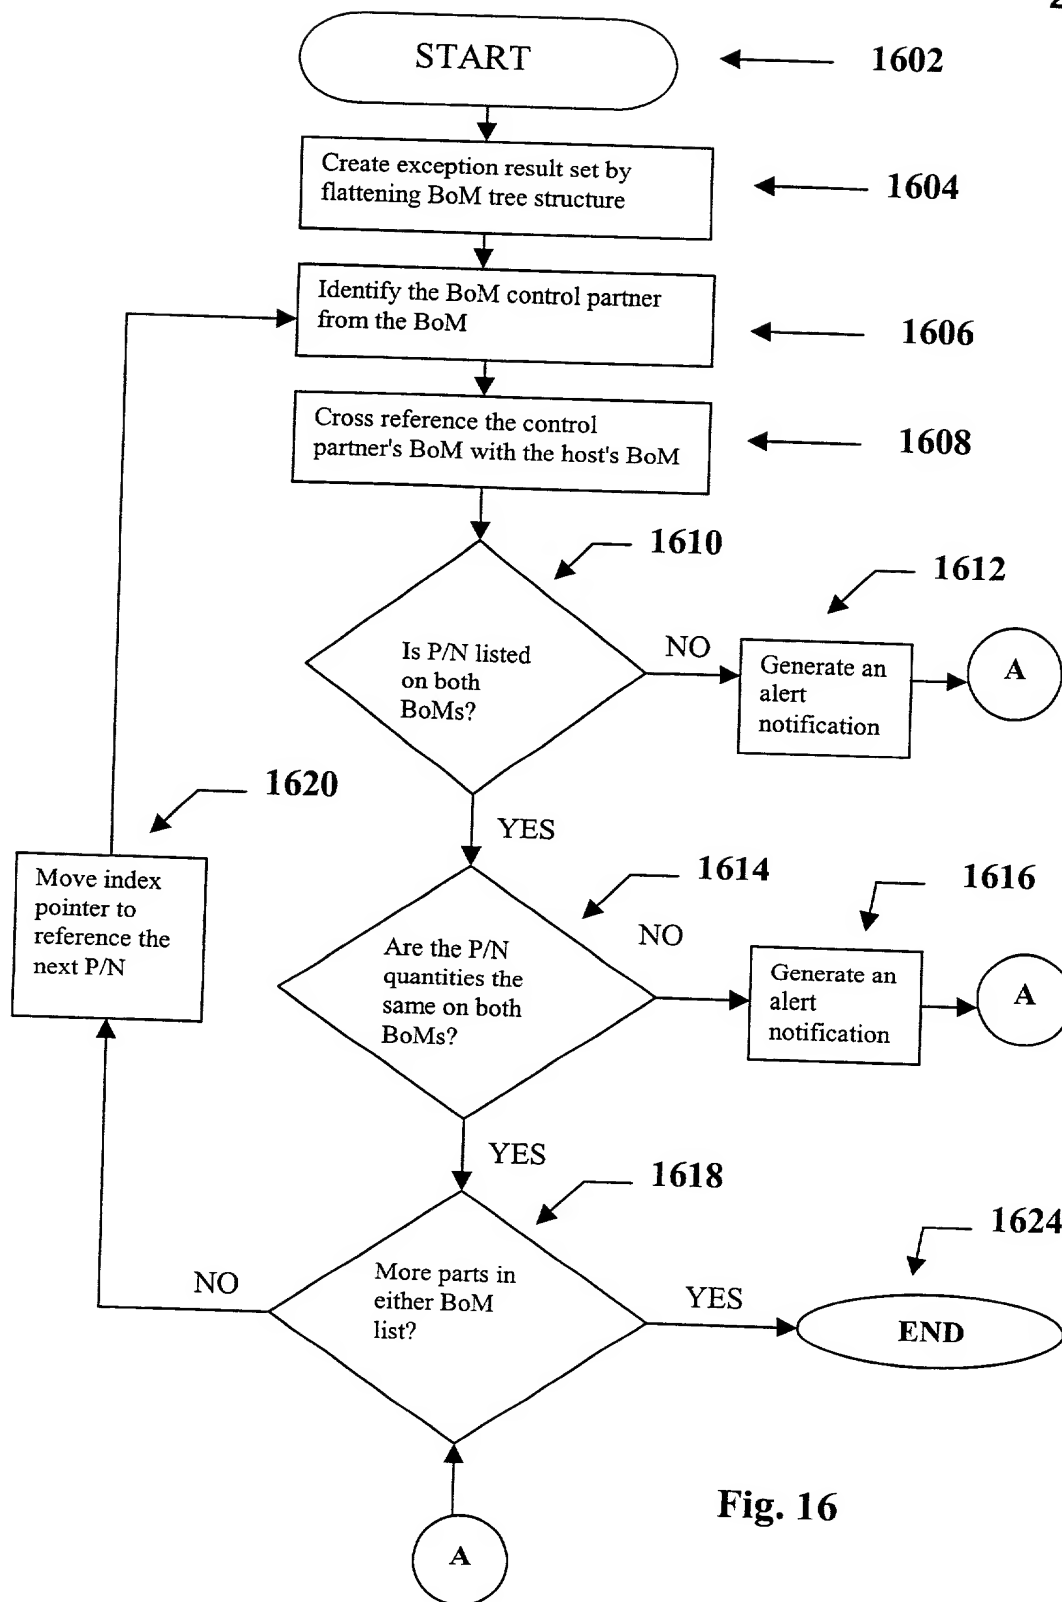 START
1602
Create exception result set by
flattening BoM tree structure
1604
Identify the BoM control partner
from the BoM
1606
Cross reference the control
partner's BoM with the host's BoM
1608
1610
1612
Is P/N listed
on both
BoMs?
NO
Generate an
alert
notification
A
1620
YES
Move index
pointer to
reference the
next P/N
1614
1616
Are the P/N
quantities the
same on both
BoMs?
NO
Generate an
alert
notification
A
YES
1618
1624
NO
More parts in
either BoM
list?
YES
END
Fig. 16
A